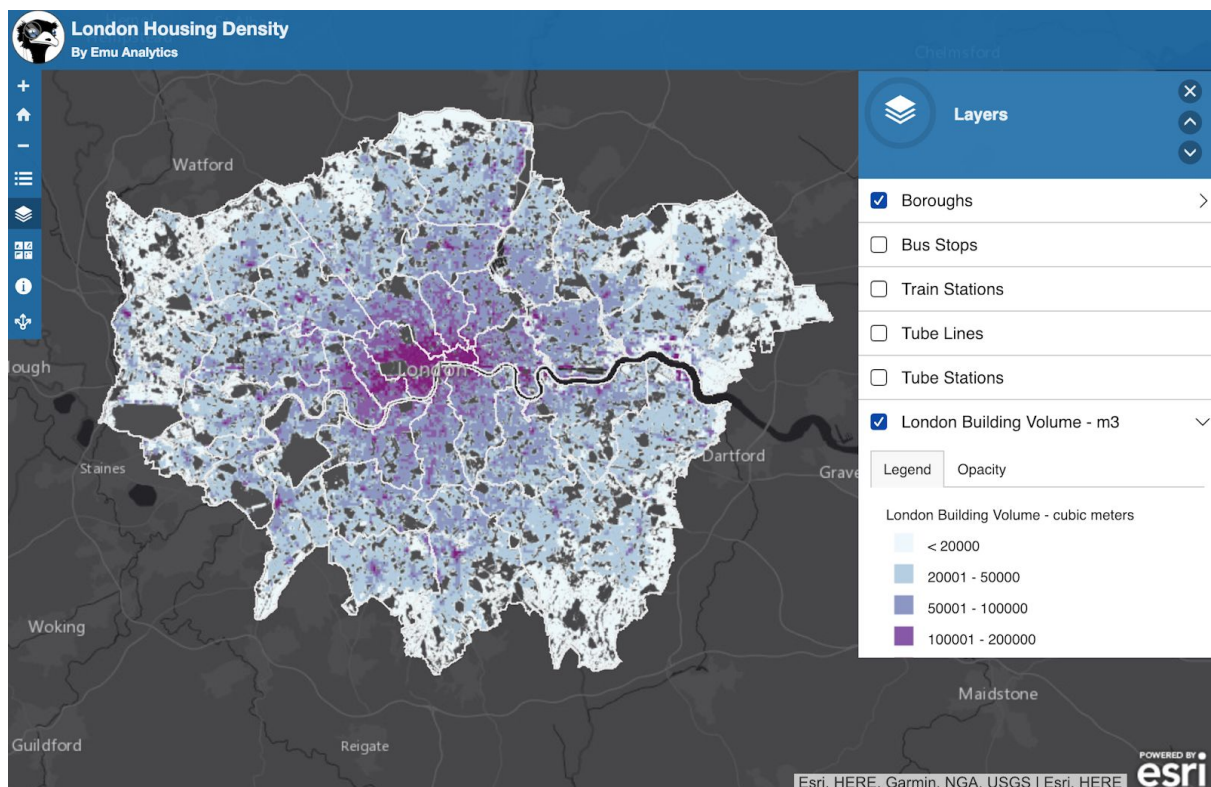 London Housing Density
By Emu Analytics
Chelmsford
Layers
Watford
Boroughs
Bus Stops
Train Stations
Tube Lines
Tube Stations
London
lough
London Building Volume - m3
Staines
Dartford
Grave
Legend
Opacity
London Building Volume - cubic meters
< 20000
20001 - 50000
50001 - 100000
100001 - 200000
Woking
Maidstone
Guildford
Reigate
POWERED BY
esri
Esri, HERE, Garmin, NGA, USGS | Esri, HERE